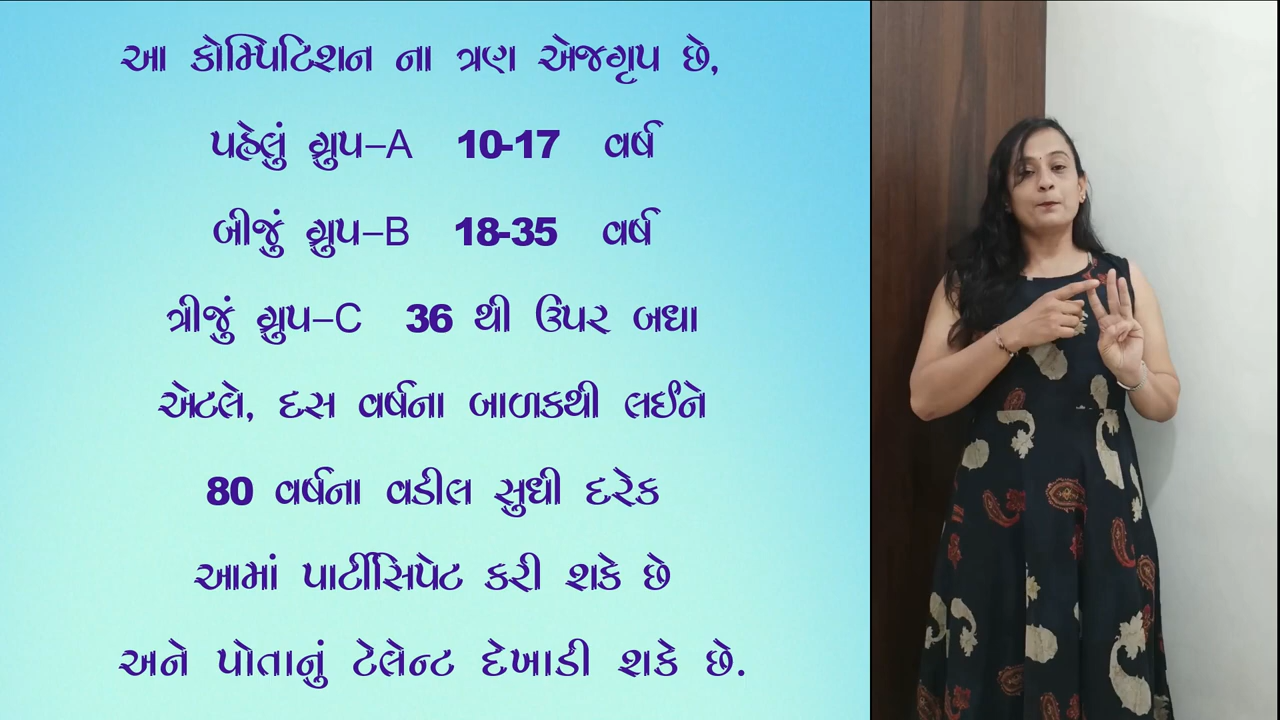 આ કોમ્પિટિશન ના ત્રણ એજગૃપ છે,
પહેલું ગ્રુપ–A 10-17 વર્ષ
બીજું ગ્રુપ–B 18-35 વર્ષ
ત્રીજું ગ્રુપ–C 36 થી ઉપર બધા
એટલે, દસ વર્ષના બાળકથી લઈને
80 વર્ષના વડીલ સુધી દરેક
આમાં પાર્ટીસિપેટ કરી શકે છે
અને પોતાનું ટેલેન્ટ દેખાડી શકે છે.